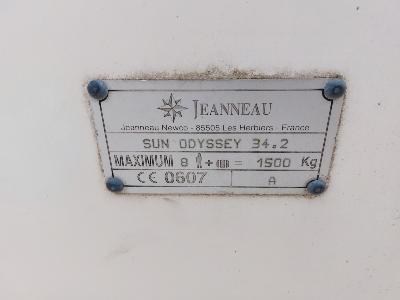 JEANNEAU
Jeanneau Newco - 85505 Les Herbiers - France
SUN ODYSSEY 34.2
MAXIMUM 8 + = 1500 Kg
CE 0607 A